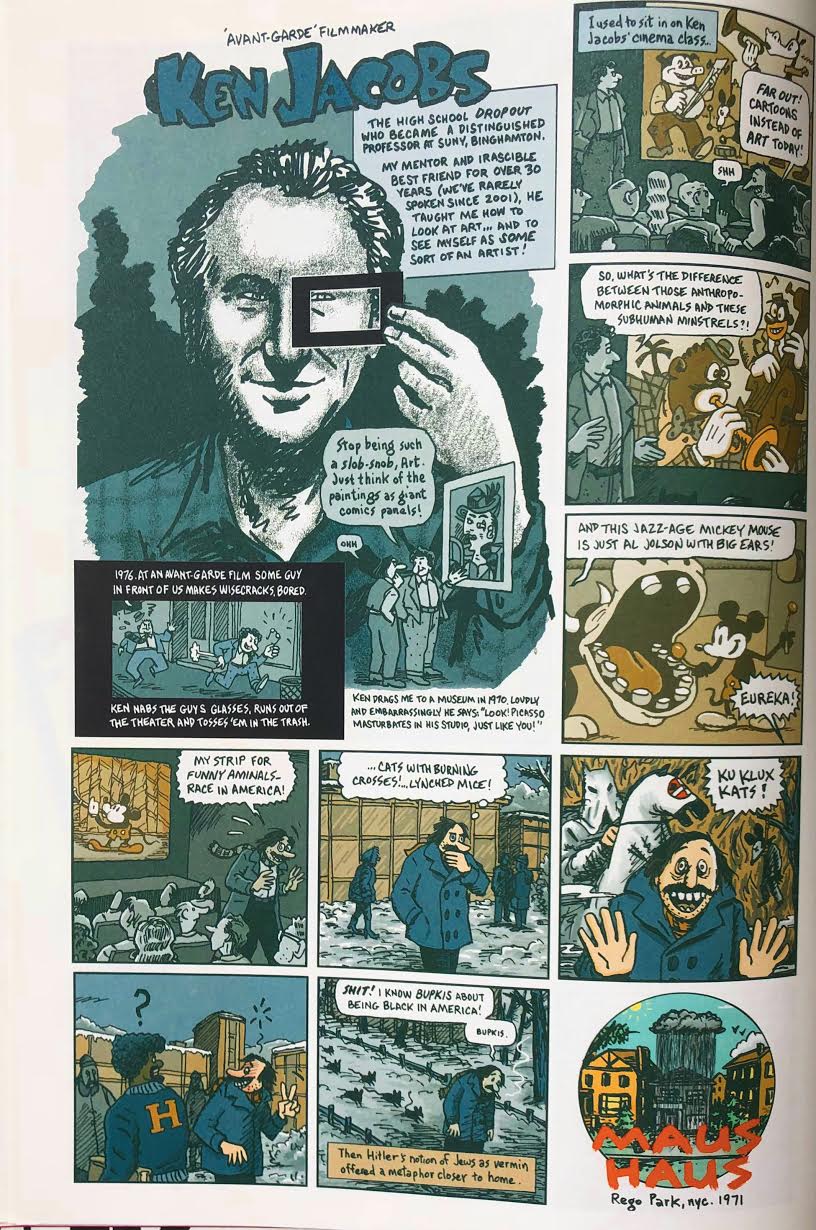 'AVANT-GARDE' FILMMAKER
KEN JACOBS
THE HIGH SCHOOL DROPOUT
WHO BECAME A DISTINGUISHED
PROFESSOR AT SUNY, BINGHAMTON.
MY MENTOR AND IRASCIBLE
BEST FRIEND FOR OVER 30
YEARS (WE'VE RARELY
SPOKEN SINCE 2001), HE
TAUGHT ME HOW TO
LOOK AT ART... AND TO
SEE MYSELF AS SOME
SORT OF AN ARTIST!
Stop being such
a slob-snob, Art.
Just think of the
paintings as giant
comics panels!
OHH
1976. AT AN AVANT-GARDE FILM SOME GUY
IN FRONT OF US MAKES WISECRACKS, BORED.
KEN NABS THE GUY'S GLASSES, RUNS OUT OF
THE THEATER AND TOSSES 'EM IN THE TRASH.
KEN DRAGS ME TO A MUSEUM IN 1970. LOUDLY
AND EMBARRASSINGLY HE SAYS: "LOOK! PICASSO
MASTURBATES IN HIS STUDIO, JUST LIKE YOU!"
I used to sit in on Ken
Jacobs' cinema class...
FAR OUT!
CARTOONS
INSTEAD OF
ART TODAY!
SHH
SO, WHAT'S THE DIFFERENCE
BETWEEN THOSE ANTHROPO-
MORPHIC ANIMALS AND THESE
SUBHUMAN MINSTRELS?!
AND THIS JAZZ-AGE MICKEY MOUSE
IS JUST AL JOLSON WITH BIG EARS!
EUREKA!
MY STRIP FOR
FUNNY AMINALS-
RACE IN AMERICA!
...CATS WITH BURNING
CROSSES!...LYNCHED MICE!
KU KLUX
KATS!
?
H
SHIT! I KNOW BUPKIS ABOUT
BEING BLACK IN AMERICA!
BUPKIS.
Then Hitler's notion of Jews as vermin
offered a metaphor closer to home.
MAUS
HAUS
Rego Park, nyc. 1971